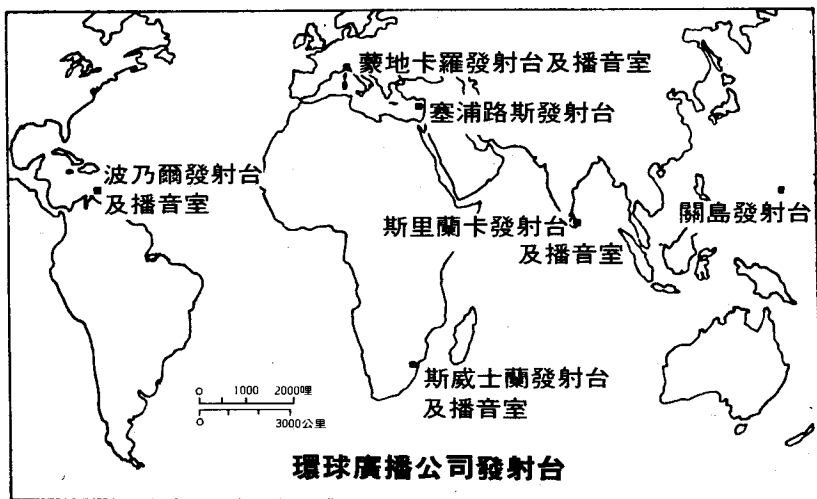 蒙地卡羅發射台及播音室
塞浦路斯發射台
波乃爾發射台
及播音室
關島發射台
斯里蘭卡發射台
及播音室
斯威士蘭發射台
及播音室
0 1000 2000哩
0 3000公里
環球廣播公司發射台